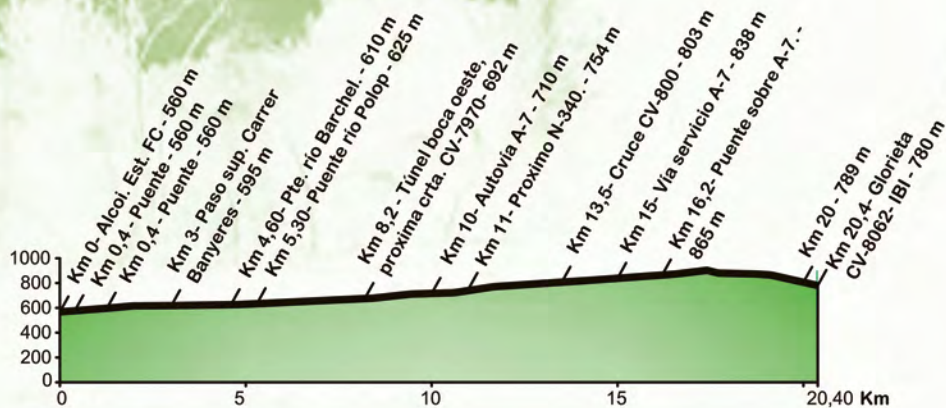 Km 0- Alcoi. Est. FC - 560 m
Km 0,4 - Puente - 560 m
Km 0,4 - Puente - 560 m
Km 3- Paso sup. Carrer
Banyeres - 595 m
Km 4,60- Pte. río Barchel. - 610 m
Km 5,30- Puente río Polop - 625 m
Km 8,2 - Túnel boca oeste,
proxima crta. CV-7970- 692 m
Km 10- Autovia A-7 - 710 m
Km 11- Proximo N-340. - 754 m
Km 13,5- Cruce CV-800 - 803 m
Km 15- Vía servicio A-7 - 838 m
Km 16,2- Puente sobre A-7. -
865 m
Km 20 - 789 m
Km 20,4- Glorieta
CV-8062- IBI - 780 m
1000
800
600
400
200
0
0 5 10 15 20,40 Km